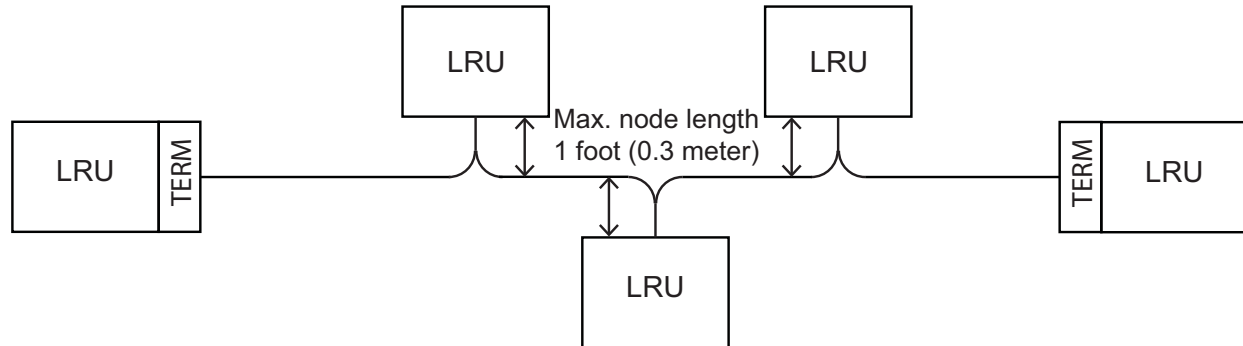 LRU
LRU
Max. node length
1 foot (0.3 meter)
LRU
TERM
TERM
LRU
LRU